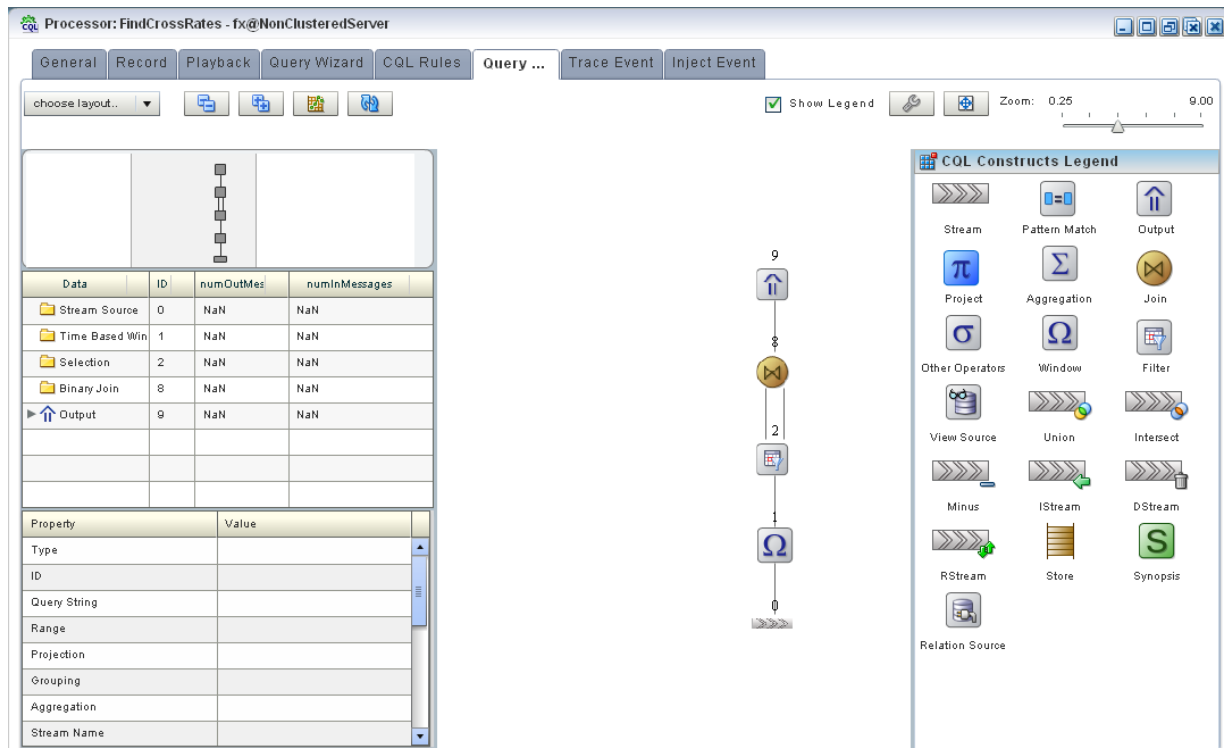 CQL Processor: FindCrossRates - fx@NonClusteredServer
General Record Playback Query Wizard CQL Rules Query ... Trace Event Inject Event
choose layout.. Show Legend Zoom: 0.25 9.00
CQL Constructs Legend
Stream Pattern Match Output
Project Aggregation Join
Other Operators Window Filter
View Source Union Intersect
Minus IStream DStream
RStream Store Synopsis
Relation Source
Data ID numOutMes numInMessages
Stream Source 0 NaN NaN
Time Based Win 1 NaN NaN
Selection 2 NaN NaN
Binary Join 8 NaN NaN
Output 9 NaN NaN
Property Value
Type
ID
Query String
Range
Projection
Grouping
Aggregation
Stream Name
9
8
2
1
0